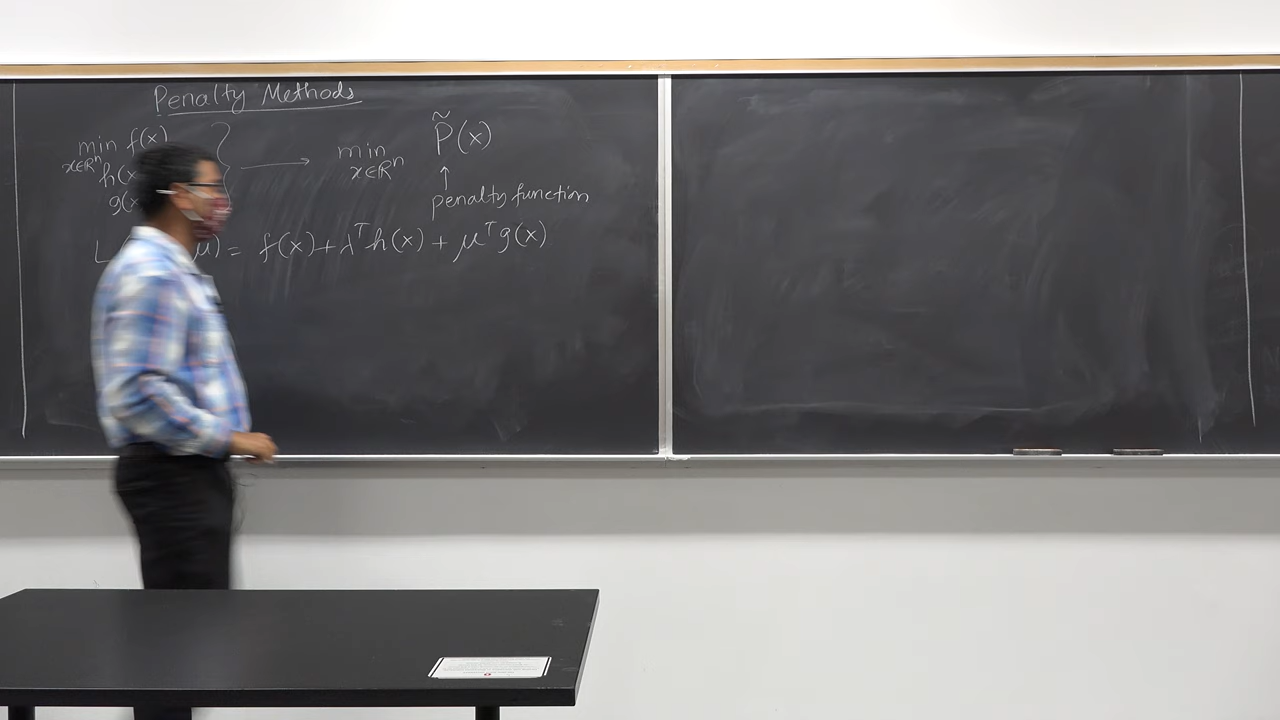 Penalty Methods
min f(x)
x∈Rⁿ
h(x
g(x
⟶ min P̃(x)
x∈Rⁿ
↑
penalty function
L μ) = f(x) + λᵀh(x) + μᵀg(x)